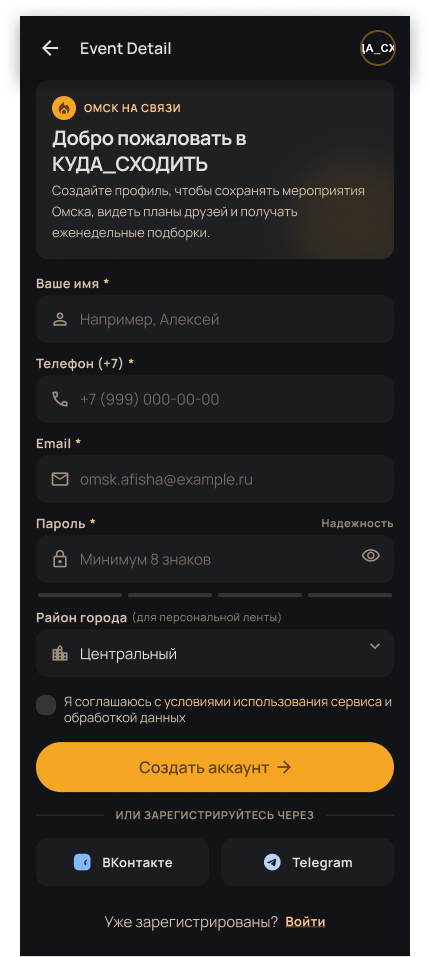 Event Detail
ДА_СХ
ОМСК НА СВЯЗИ
Добро пожаловать в
КУДА_СХОДИТЬ
Создайте профиль, чтобы сохранять мероприятия
Омска, видеть планы друзей и получать
еженедельные подборки.
Ваше имя *
Например, Алексей
Телефон (+7) *
+7 (999) 000-00-00
Email *
omsk.afisha@example.ru
Пароль * Надежность
Минимум 8 знаков
Район города (для персональной ленты)
Центральный
Я соглашаюсь с условиями использования сервиса и
обработкой данных
Создать аккаунт →
ИЛИ ЗАРЕГИСТРИРУЙТЕСЬ ЧЕРЕЗ
ВКонтакте
Telegram
Уже зарегистрированы? Войти